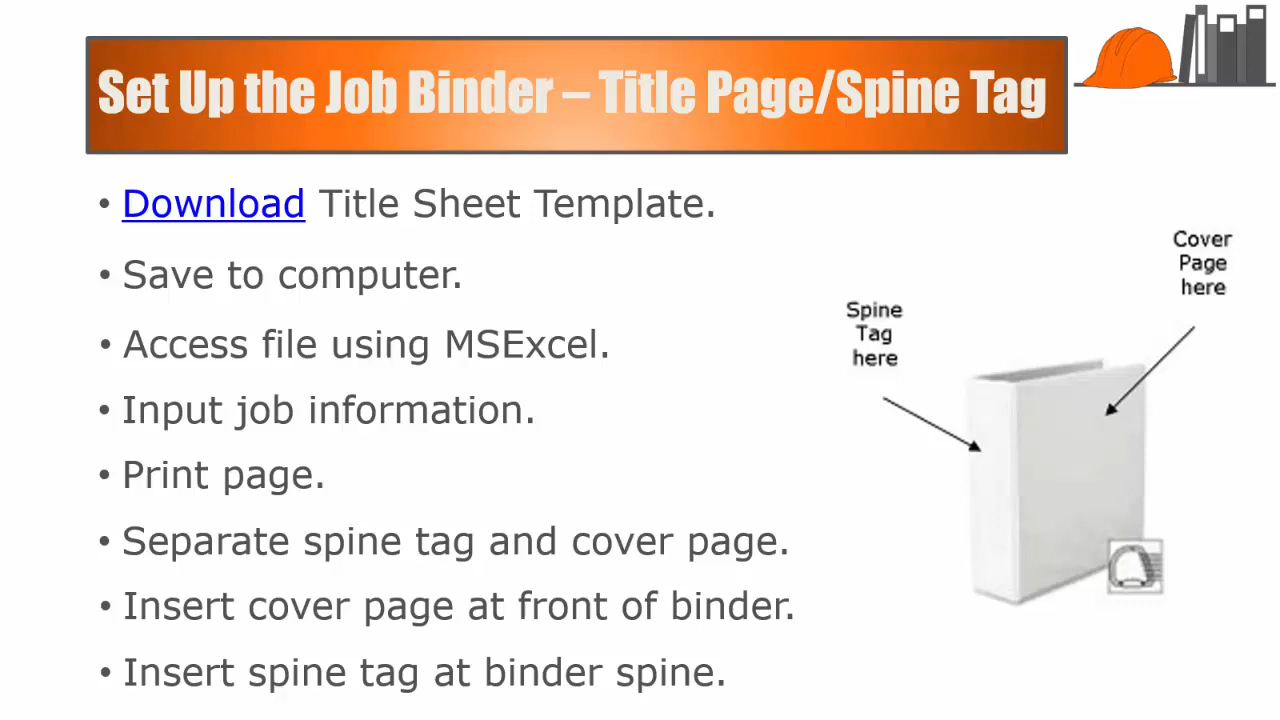 Set Up the Job Binder – Title Page/Spine Tag
• Download Title Sheet Template.
• Save to computer.
• Access file using MSExcel.
• Input job information.
• Print page.
• Separate spine tag and cover page.
• Insert cover page at front of binder.
• Insert spine tag at binder spine.
Spine
Tag
here
Cover
Page
here